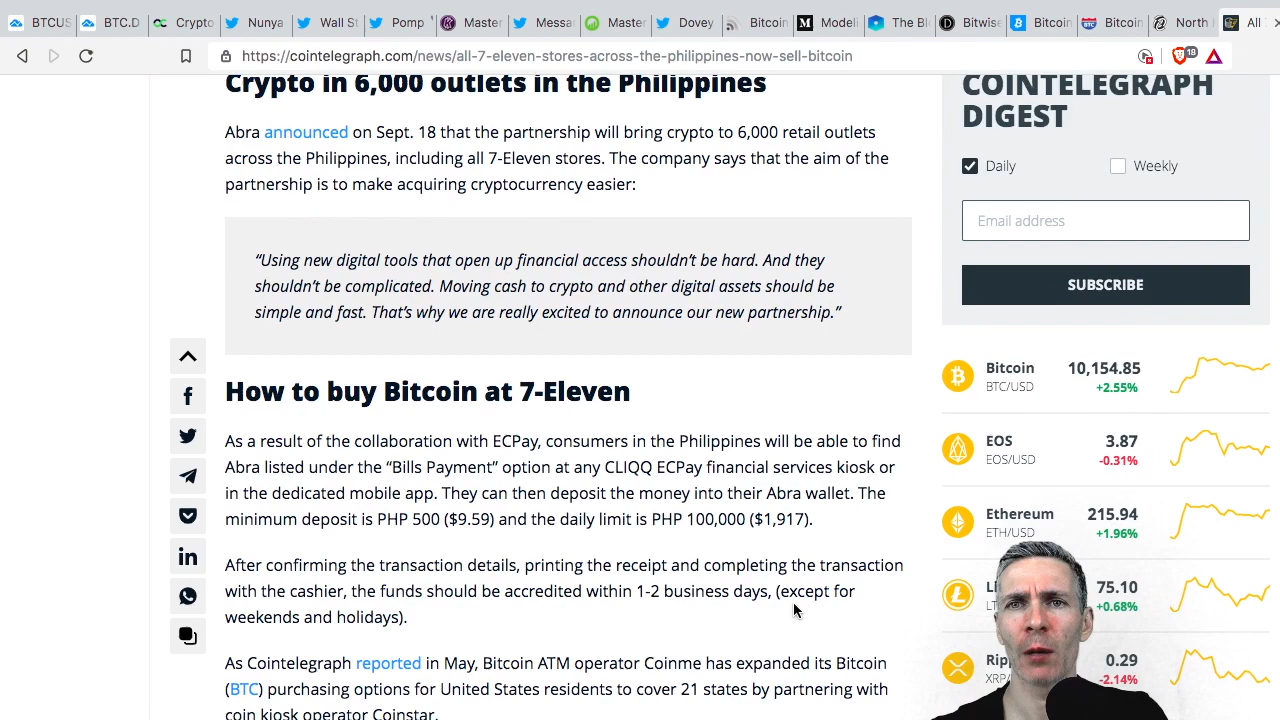 BTCUS
BTC.D
Crypto
Nunya
Wall St
Pomp
Master
Messar
Master
Dovey
Bitcoin
Modeli
The Blo
Bitwise
Bitcoin
Bitcoin
North
All
https://cointelegraph.com/news/all-7-eleven-stores-across-the-philippines-now-sell-bitcoin
18
Crypto in 6,000 outlets in the Philippines
Abra announced on Sept. 18 that the partnership will bring crypto to 6,000 retail outlets
across the Philippines, including all 7-Eleven stores. The company says that the aim of the
partnership is to make acquiring cryptocurrency easier:
“Using new digital tools that open up financial access shouldn’t be hard. And they
shouldn’t be complicated. Moving cash to crypto and other digital assets should be
simple and fast. That’s why we are really excited to announce our new partnership.”
How to buy Bitcoin at 7-Eleven
As a result of the collaboration with ECPay, consumers in the Philippines will be able to find
Abra listed under the “Bills Payment” option at any CLIQQ ECPay financial services kiosk or
in the dedicated mobile app. They can then deposit the money into their Abra wallet. The
minimum deposit is PHP 500 ($9.59) and the daily limit is PHP 100,000 ($1,917).
After confirming the transaction details, printing the receipt and completing the transaction
with the cashier, the funds should be accredited within 1-2 business days, (except for
weekends and holidays).
As Cointelegraph reported in May, Bitcoin ATM operator Coinme has expanded its Bitcoin
(BTC) purchasing options for United States residents to cover 21 states by partnering with
coin kiosk operator Coinstar.
COINTELEGRAPH
DIGEST
Daily
Weekly
Email address
SUBSCRIBE
Bitcoin 10,154.85
BTC/USD +2.55%
EOS 3.87
EOS/USD -0.31%
Ethereum 215.94
ETH/USD +1.96%
Li 75.10
LT +0.68%
Rip 0.29
XRP/ -2.14%